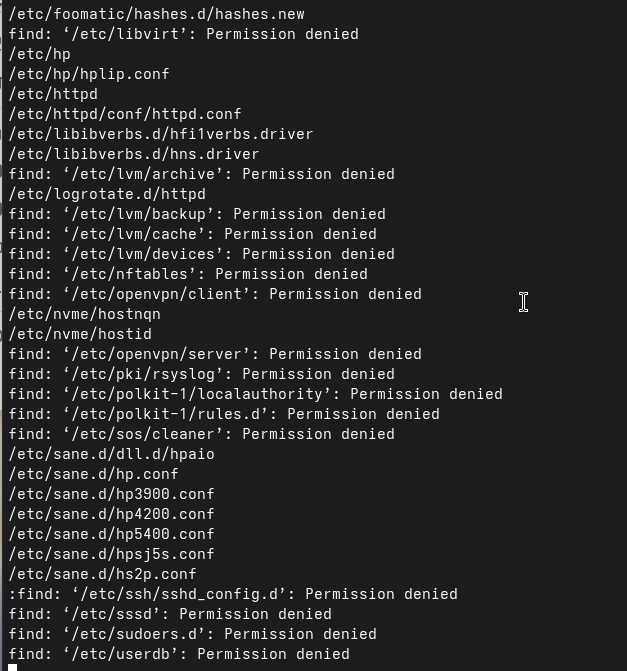 /etc/foomatic/hashes.d/hashes.new
find: ‘/etc/libvirt’: Permission denied
/etc/hp
/etc/hp/hplip.conf
/etc/httpd
/etc/httpd/conf/httpd.conf
/etc/libibverbs.d/hfi1verbs.driver
/etc/libibverbs.d/hns.driver
find: ‘/etc/lvm/archive’: Permission denied
/etc/logrotate.d/httpd
find: ‘/etc/lvm/backup’: Permission denied
find: ‘/etc/lvm/cache’: Permission denied
find: ‘/etc/lvm/devices’: Permission denied
find: ‘/etc/nftables’: Permission denied
find: ‘/etc/openvpn/client’: Permission denied
/etc/nvme/hostnqn
/etc/nvme/hostid
find: ‘/etc/openvpn/server’: Permission denied
find: ‘/etc/pki/rsyslog’: Permission denied
find: ‘/etc/polkit-1/localauthority’: Permission denied
find: ‘/etc/polkit-1/rules.d’: Permission denied
find: ‘/etc/sos/cleaner’: Permission denied
/etc/sane.d/dll.d/hpaio
/etc/sane.d/hp.conf
/etc/sane.d/hp3900.conf
/etc/sane.d/hp4200.conf
/etc/sane.d/hp5400.conf
/etc/sane.d/hpsj5s.conf
/etc/sane.d/hs2p.conf
:find: ‘/etc/ssh/sshd_config.d’: Permission denied
find: ‘/etc/sssd’: Permission denied
find: ‘/etc/sudoers.d’: Permission denied
find: ‘/etc/userdb’: Permission denied